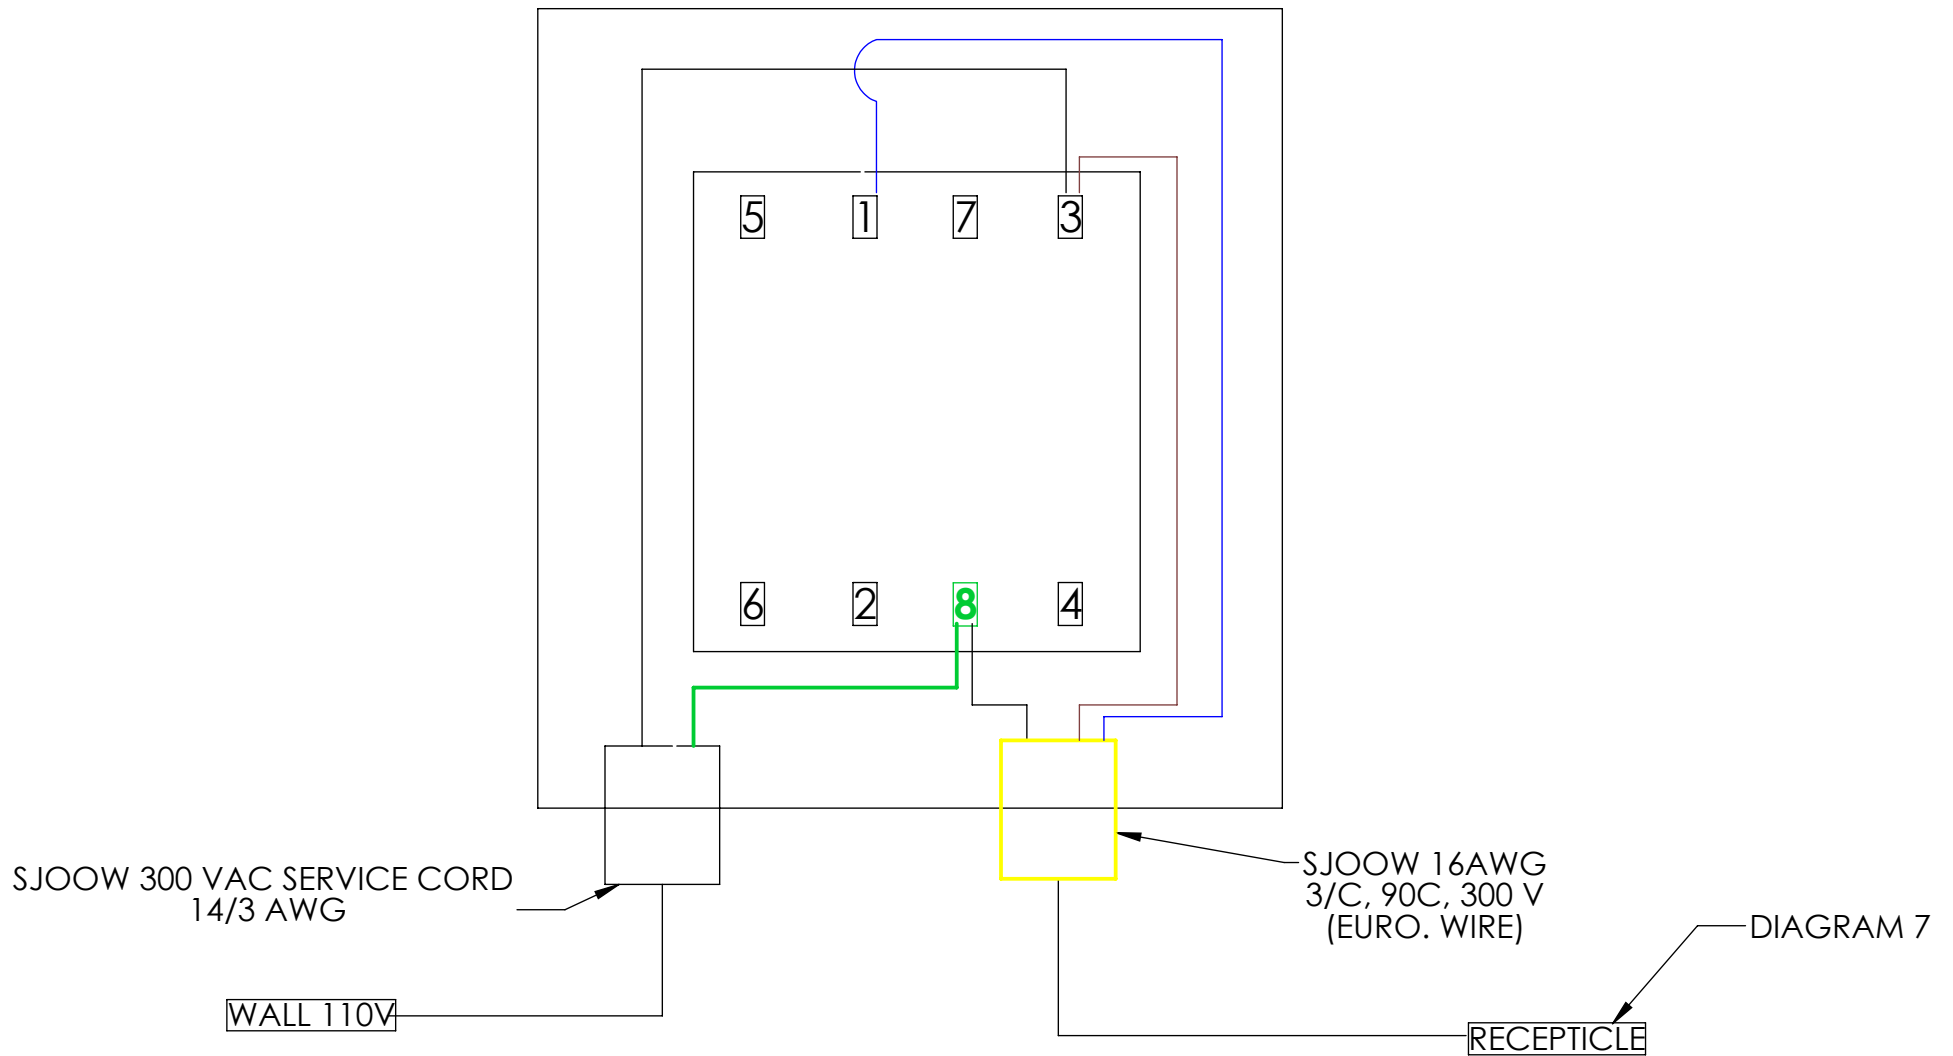 5 1 7 3
6 2 8 4
SJOOW 300 VAC SERVICE CORD
14/3 AWG
SJOOW 16AWG
3/C, 90C, 300 V
(EURO. WIRE)
DIAGRAM 7
WALL 110V
RECEPTICLE